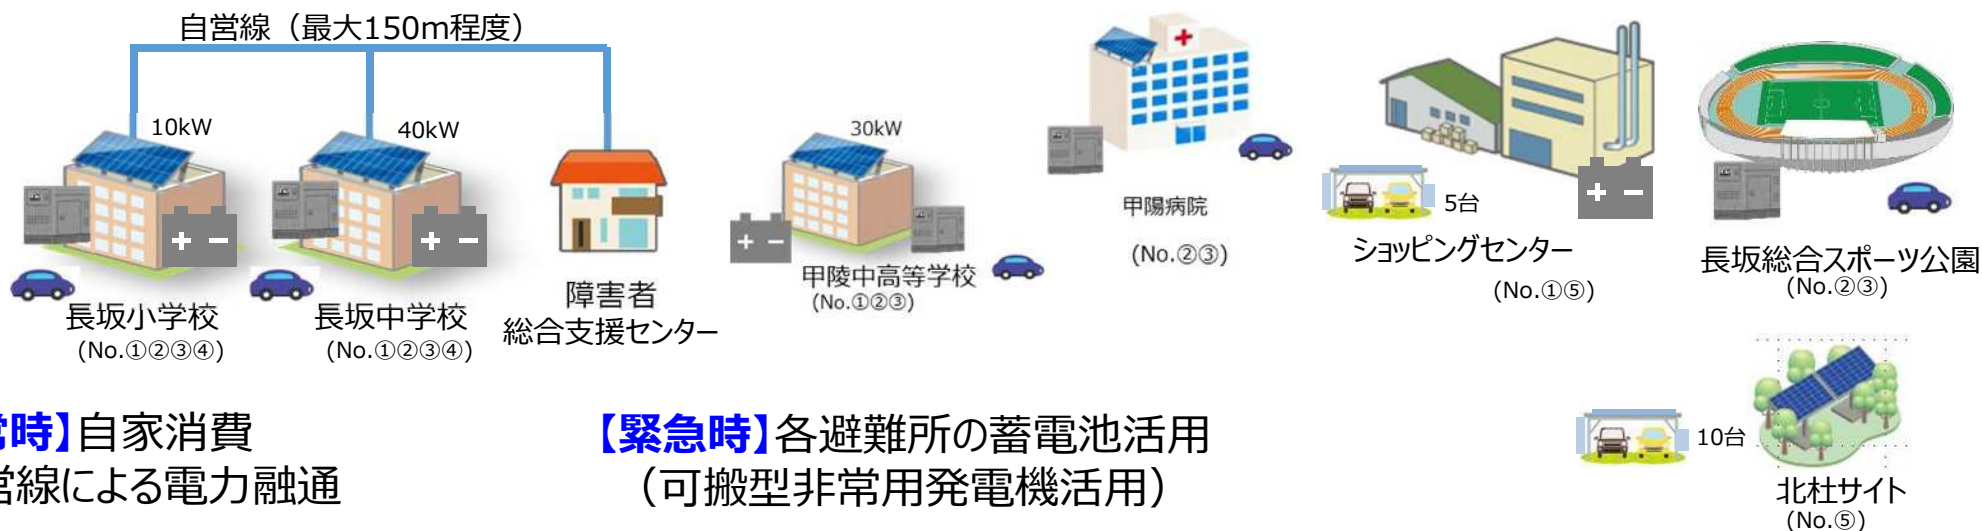 自営線（最大150m程度）
10kW
40kW
30kW
長坂小学校
(No.①②③④)
長坂中学校
(No.①②③④)
障害者
総合支援センター
甲陵中高等学校
(No.①②③)
甲陽病院
(No.②③)
5台
ショッピングセンター
(No.①⑤)
長坂総合スポーツ公園
(No.②③)
10台
北杜サイト
(No.⑤)
常時】自家消費
営線による電力融通
【緊急時】各避難所の蓄電池活用
（可搬型非常用発電機活用）